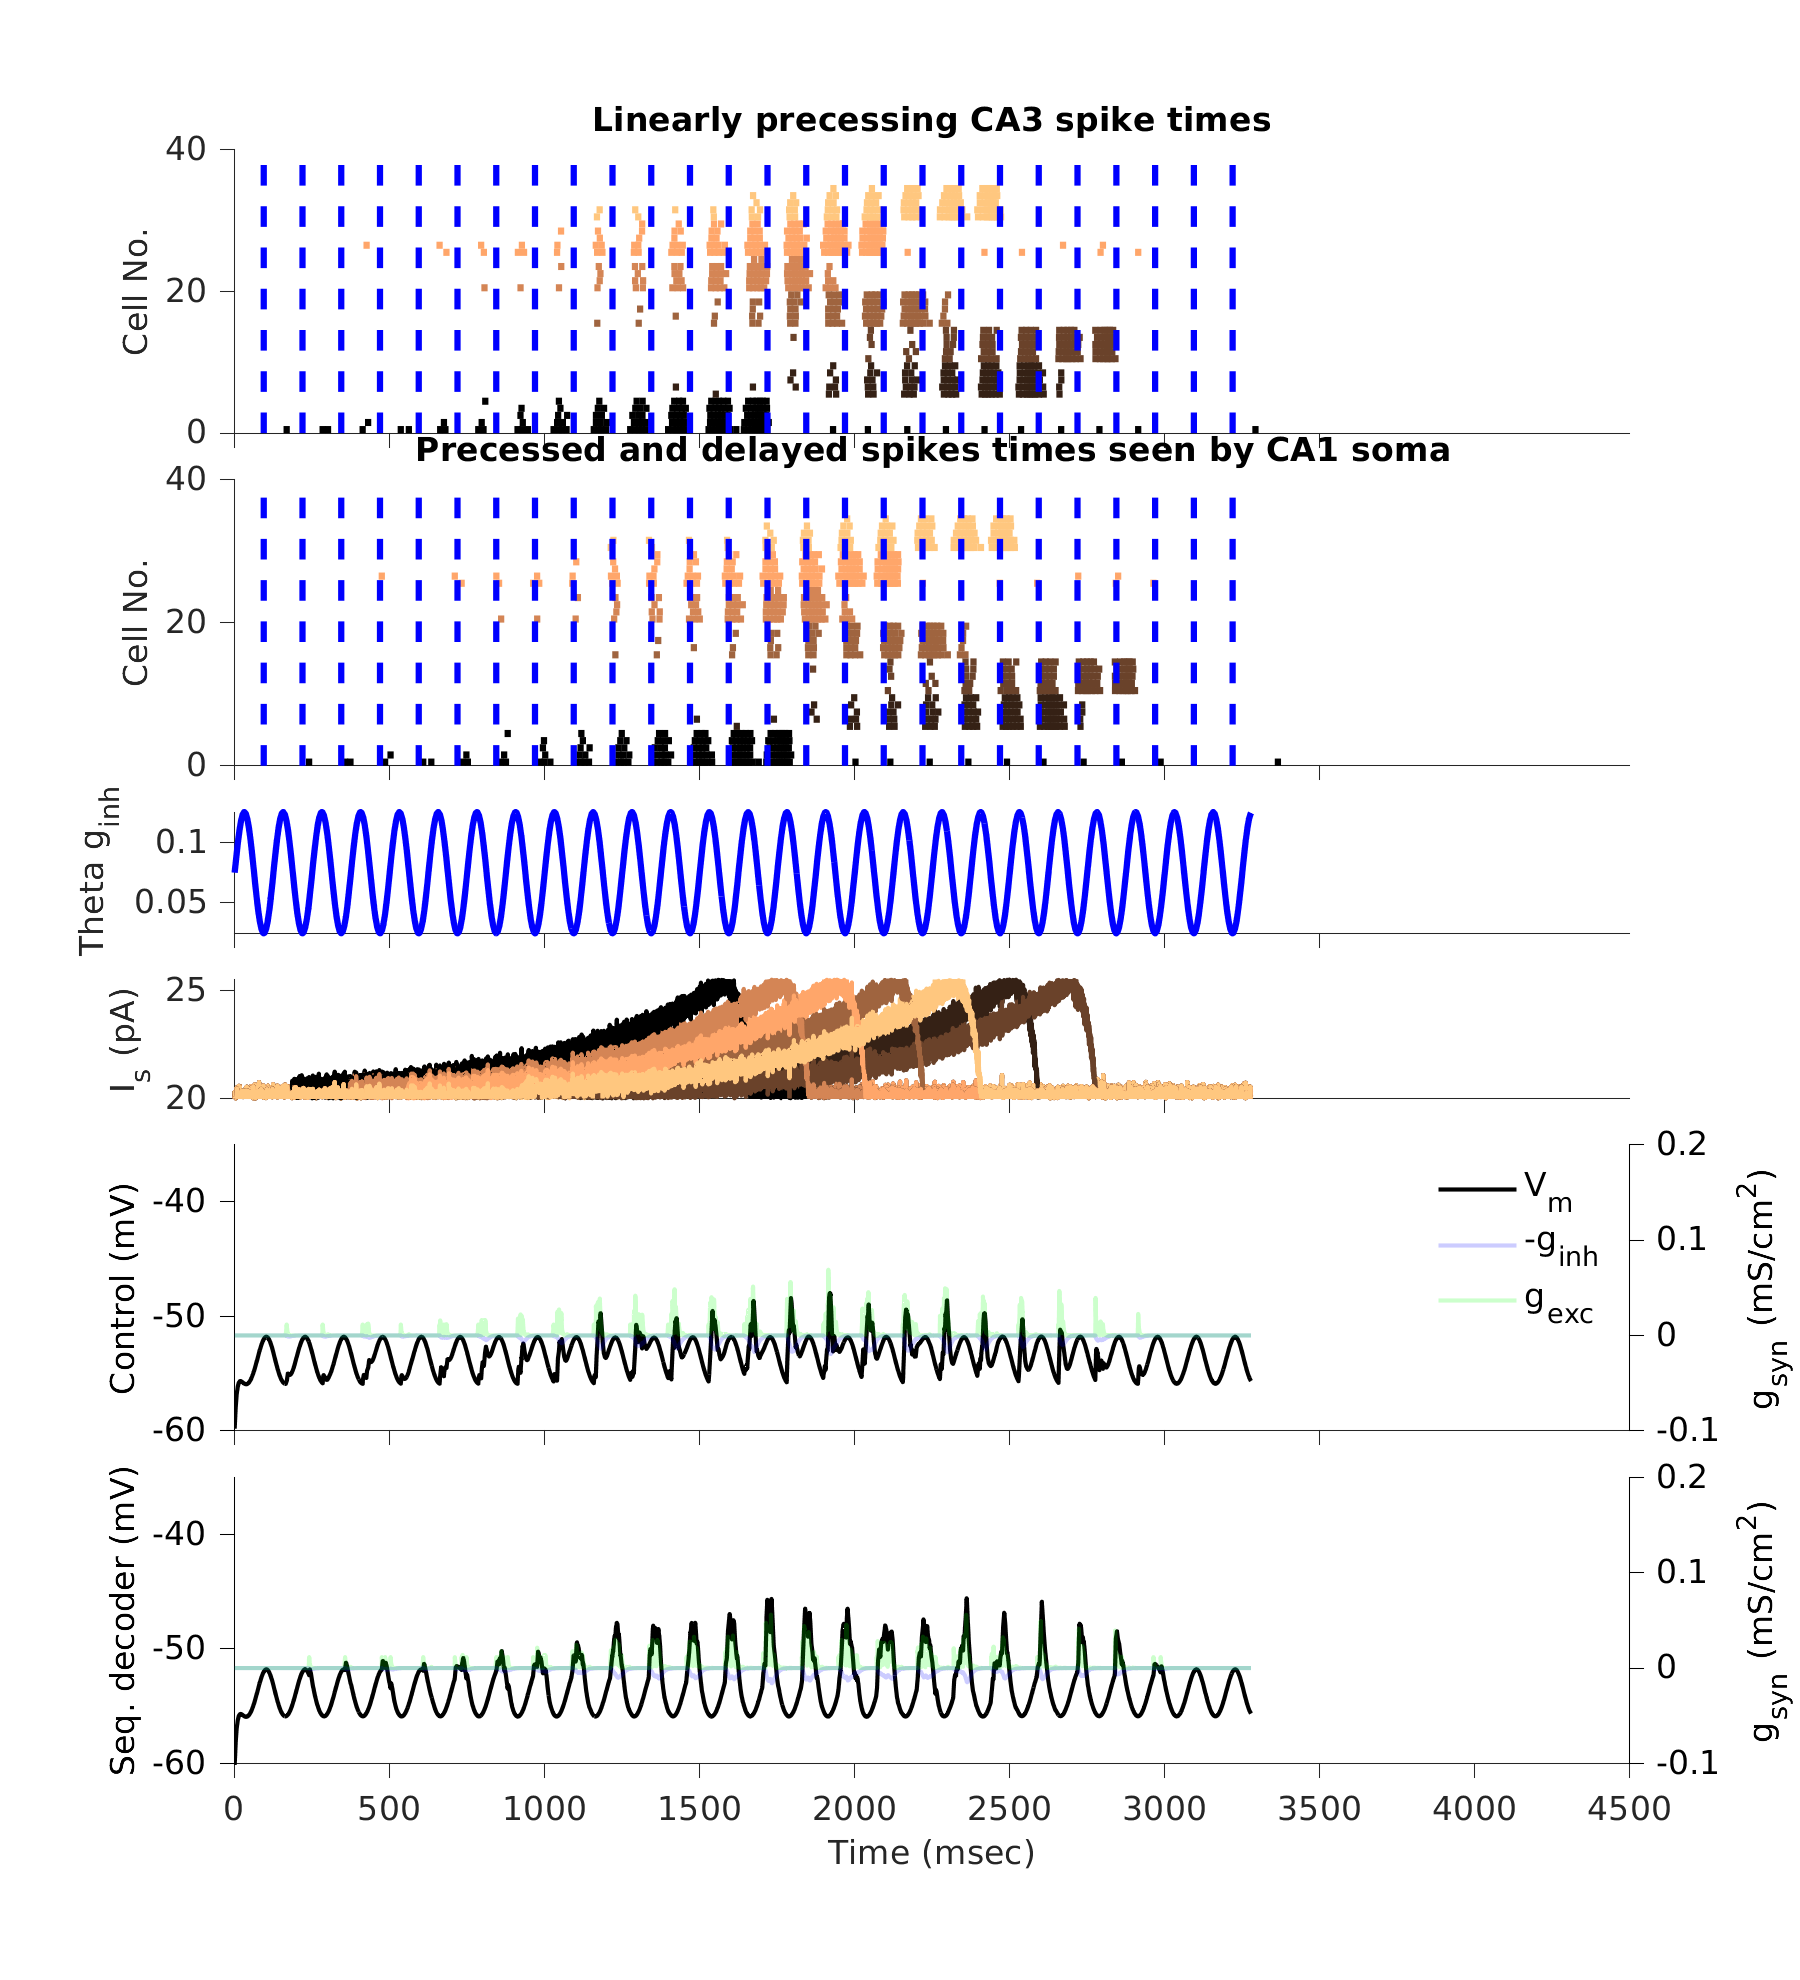 Linearly precessing CA3 spike times
40
20
0
Cell No.
Precessed and delayed spikes times seen by CA1 soma
40
20
0
Cell No.
0.1
0.05
Theta g_inh
25
20
I_s (pA)
-40
-50
-60
Control (mV)
V_m
-g_inh
g_exc
0.2
0.1
0
-0.1
g_syn (mS/cm^2)
-40
-50
-60
Seq. decoder (mV)
0.2
0.1
0
-0.1
g_syn (mS/cm^2)
0 500 1000 1500 2000 2500 3000 3500 4000 4500
Time (msec)